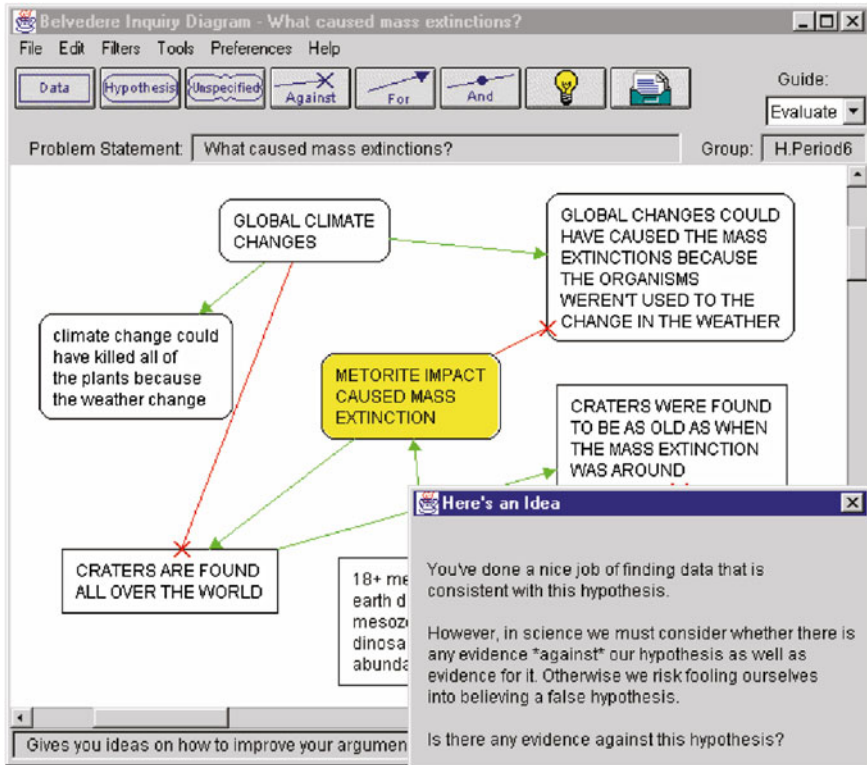 Belvedere Inquiry Diagram - What caused mass extinctions?
File Edit Filters Tools Preferences Help
Data Hypothesis Unspecified Against For And
Guide:
Evaluate
Problem Statement: What caused mass extinctions? Group: H.Period6
GLOBAL CLIMATE
CHANGES
GLOBAL CHANGES COULD
HAVE CAUSED THE MASS
EXTINCTIONS BECAUSE
THE ORGANISMS
WEREN'T USED TO THE
CHANGE IN THE WEATHER
climate change could
have killed all of
the plants because
the weather change
METORITE IMPACT
CAUSED MASS
EXTINCTION
CRATERS WERE FOUND
TO BE AS OLD AS WHEN
THE MASS EXTINCTION
WAS AROUND
CRATERS ARE FOUND
ALL OVER THE WORLD
18+ me
earth d
mesozo
dinosa
abunda
Here's an Idea
You've done a nice job of finding data that is
consistent with this hypothesis.
However, in science we must consider whether there is
any evidence *against* our hypothesis as well as
evidence for it. Otherwise we risk fooling ourselves
into believing a false hypothesis.
Is there any evidence against this hypothesis?
Gives you ideas on how to improve your argumen